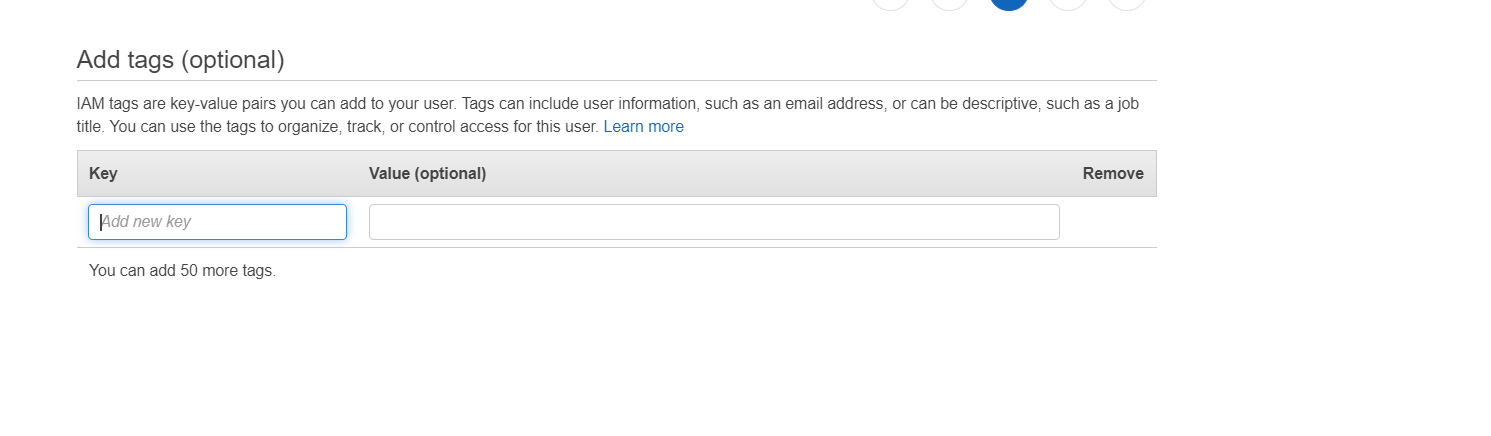 Add tags (optional)
IAM tags are key-value pairs you can add to your user. Tags can include user information, such as an email address, or can be descriptive, such as a job
title. You can use the tags to organize, track, or control access for this user. Learn more
Key Value (optional) Remove
Add new key
You can add 50 more tags.